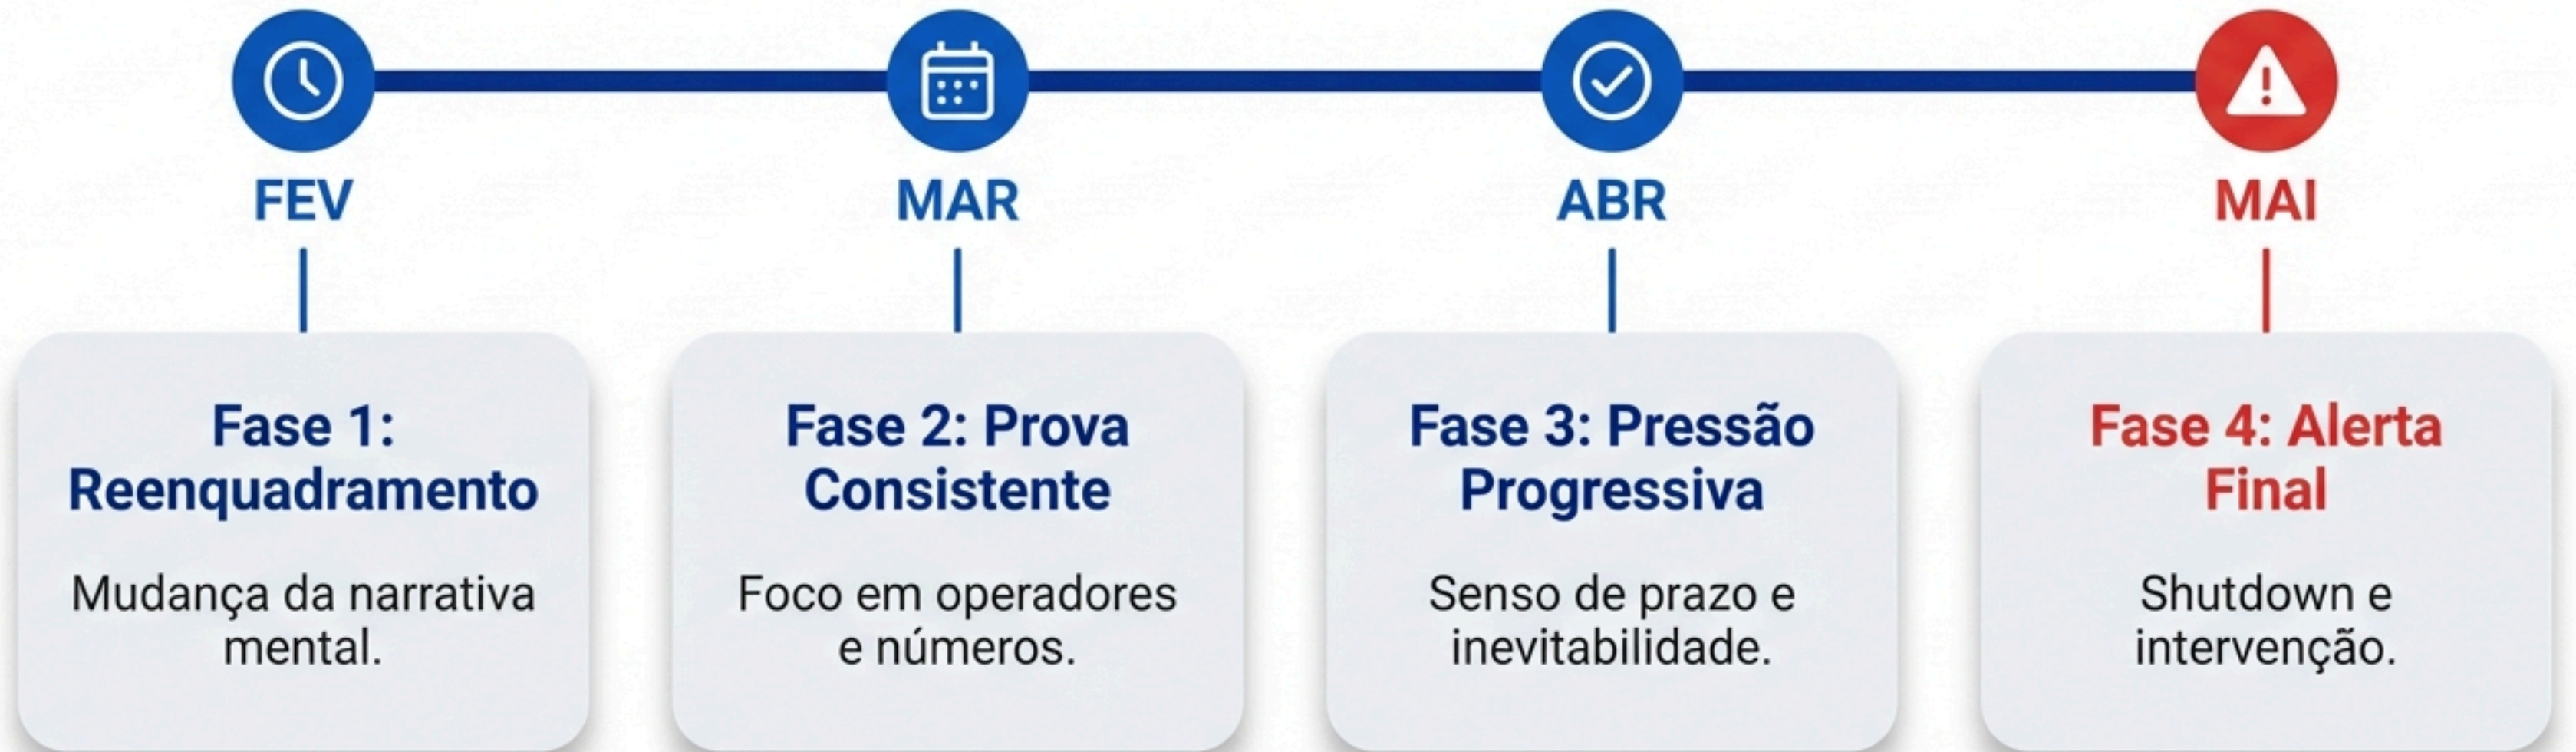 FEV
MAR
ABR
MAI
Fase 1:
Reenquadramento
Mudança da narrativa
mental.
Fase 2: Prova
Consistente
Foco em operadores
e números.
Fase 3: Pressão
Progressiva
Senso de prazo e
inevitabilidade.
Fase 4: Alerta
Final
Shutdown e
intervenção.